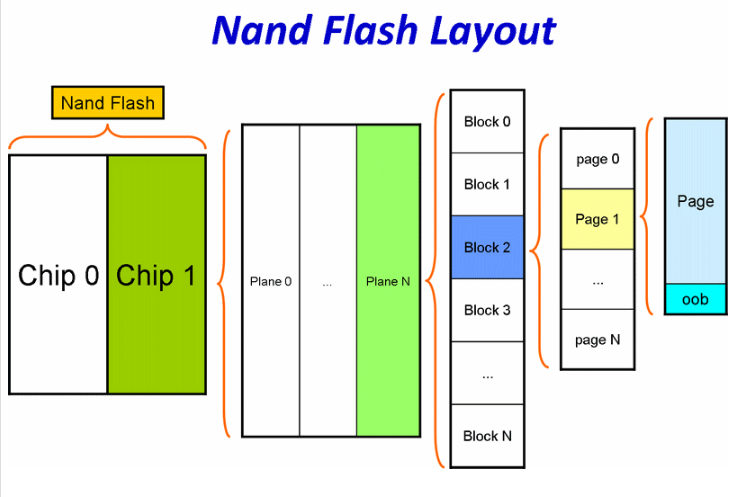 Nand Flash Layout
Nand Flash
Chip 0
Chip 1
Plane 0
...
Plane N
Block 0
Block 1
Block 2
Block 3
...
Block N
page 0
Page 1
...
page N
Page
oob